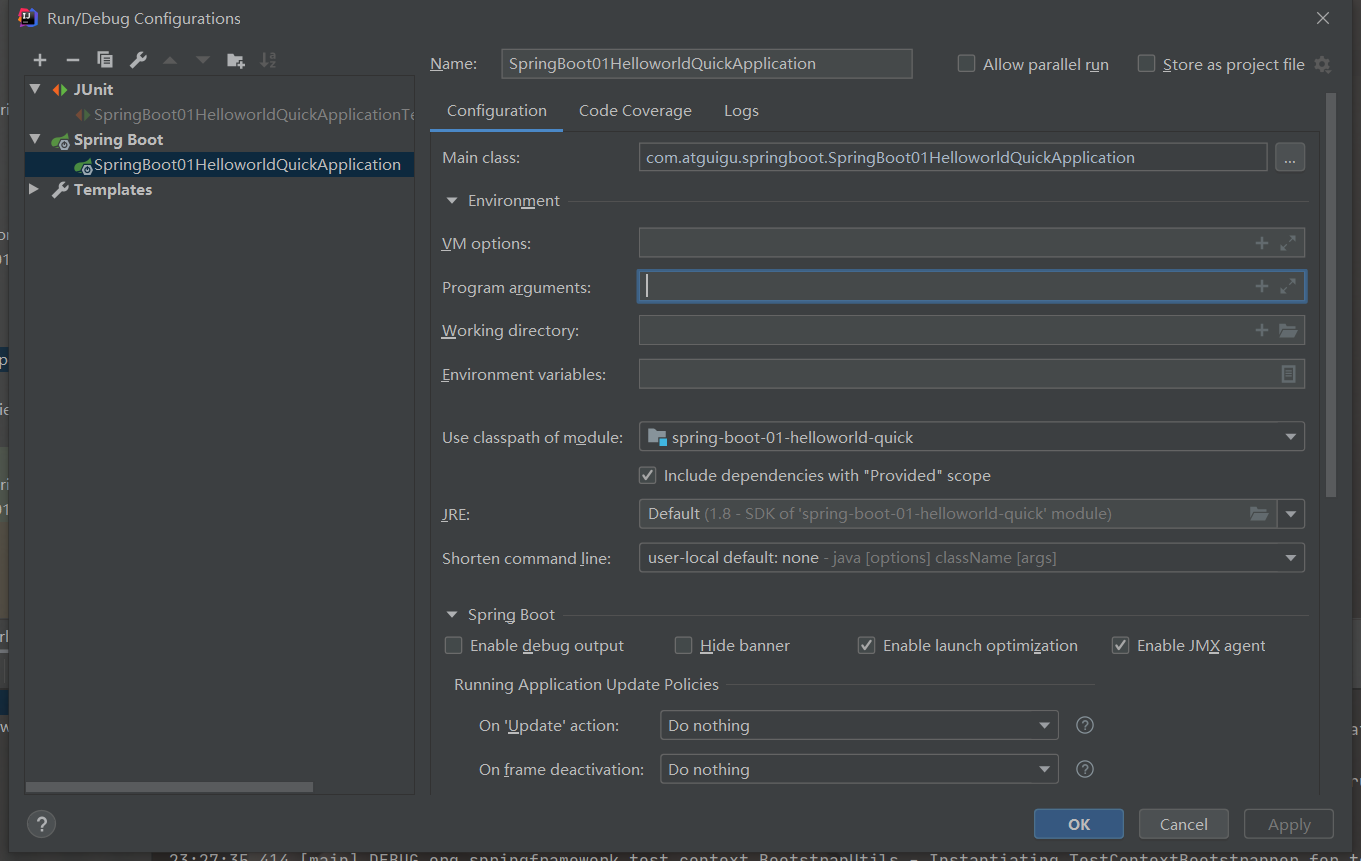 Run/Debug Configurations
Name: SpringBoot01HelloworldQuickApplication
Allow parallel run
Store as project file
JUnit
SpringBoot01HelloworldQuickApplicationTe
Spring Boot
SpringBoot01HelloworldQuickApplication
Templates
Configuration Code Coverage Logs
Main class: com.atguigu.springboot.SpringBoot01HelloworldQuickApplication ...
Environment
VM options:
Program arguments:
Working directory:
Environment variables:
Use classpath of module: spring-boot-01-helloworld-quick
Include dependencies with "Provided" scope
JRE: Default (1.8 - SDK of 'spring-boot-01-helloworld-quick' module)
Shorten command line: user-local default: none - java [options] className [args]
Spring Boot
Enable debug output Hide banner Enable launch optimization Enable JMX agent
Running Application Update Policies
On 'Update' action: Do nothing ?
On frame deactivation: Do nothing ?
? OK Cancel Apply
23:27:35.414 [main] DEBUG org.springframework.test.context.BootstrapUtils - Instantiating TestContextBootstrapper for t